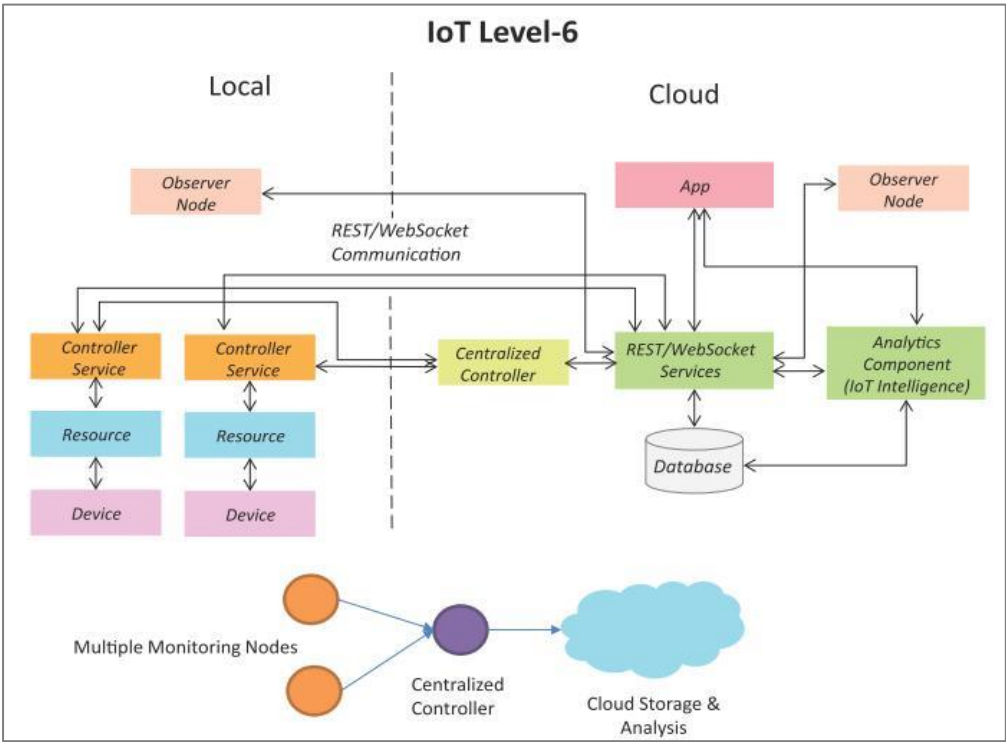 IoT Level-6
Local
Cloud
Observer
Node
App
Observer
Node
REST/WebSocket
Communication
Controller
Service
Controller
Service
Centralized
Controller
REST/WebSocket
Services
Analytics
Component
(IoT Intelligence)
Resource
Resource
Database
Device
Device
Multiple Monitoring Nodes
Centralized
Controller
Cloud Storage &
Analysis